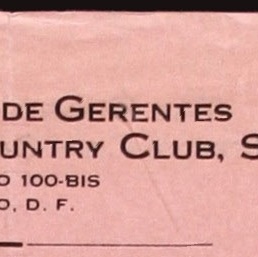 DE GERENTES
UNTRY CLUB, S
O 100-BIS
O, D. F.